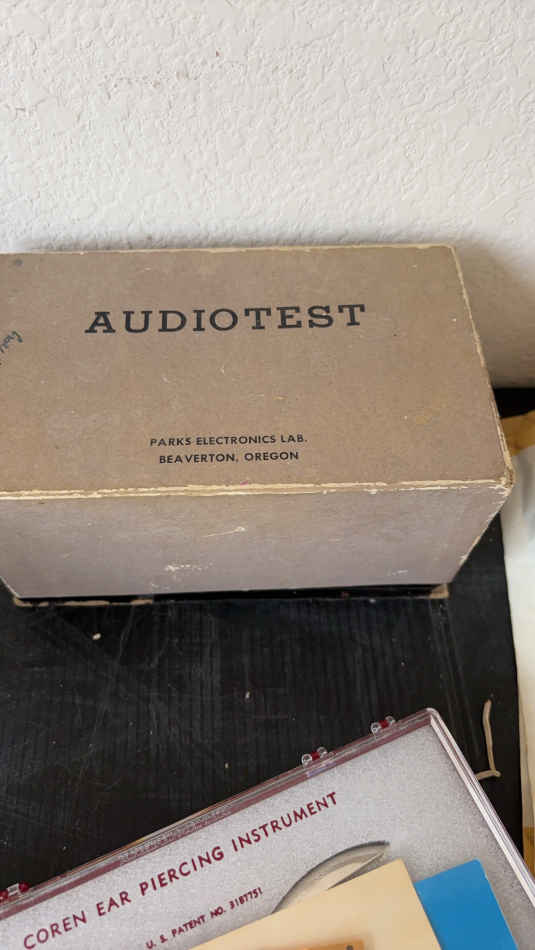 AUDIOTEST
PARKS ELECTRONICS LAB.
BEAVERTON, OREGON
COREN EAR PIERCING INSTRUMENT
U. S. PATENT NO. 3187751